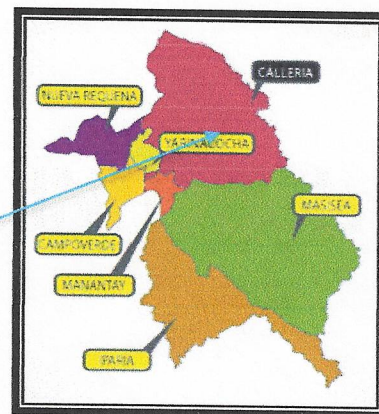 CALLERIA
NUEVA REQUENA
YARINACOCHA
MASISEA
CAMPOVERDE
MANANTAY
IPARIA